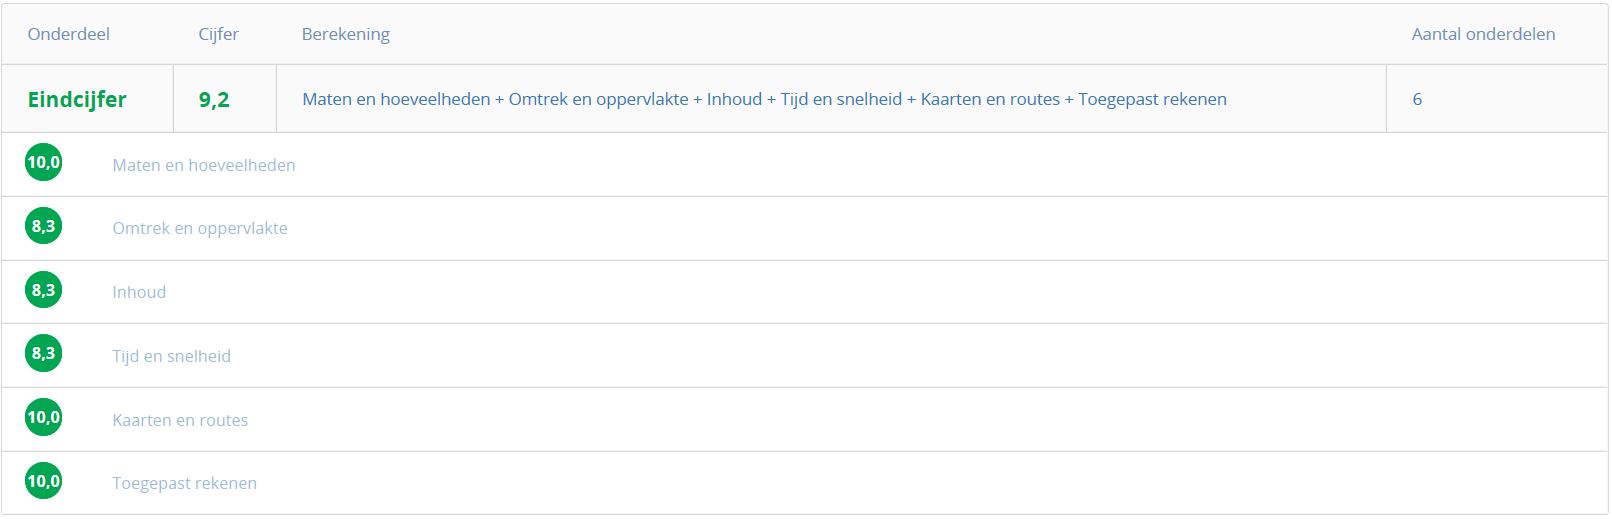 Onderdeel Cijfer Berekening Aantal onderdelen
Eindcijfer 9,2 Maten en hoeveelheden + Omtrek en oppervlakte + Inhoud + Tijd en snelheid + Kaarten en routes + Toegepast rekenen 6
10,0 Maten en hoeveelheden
8,3 Omtrek en oppervlakte
8,3 Inhoud
8,3 Tijd en snelheid
10,0 Kaarten en routes
10,0 Toegepast rekenen